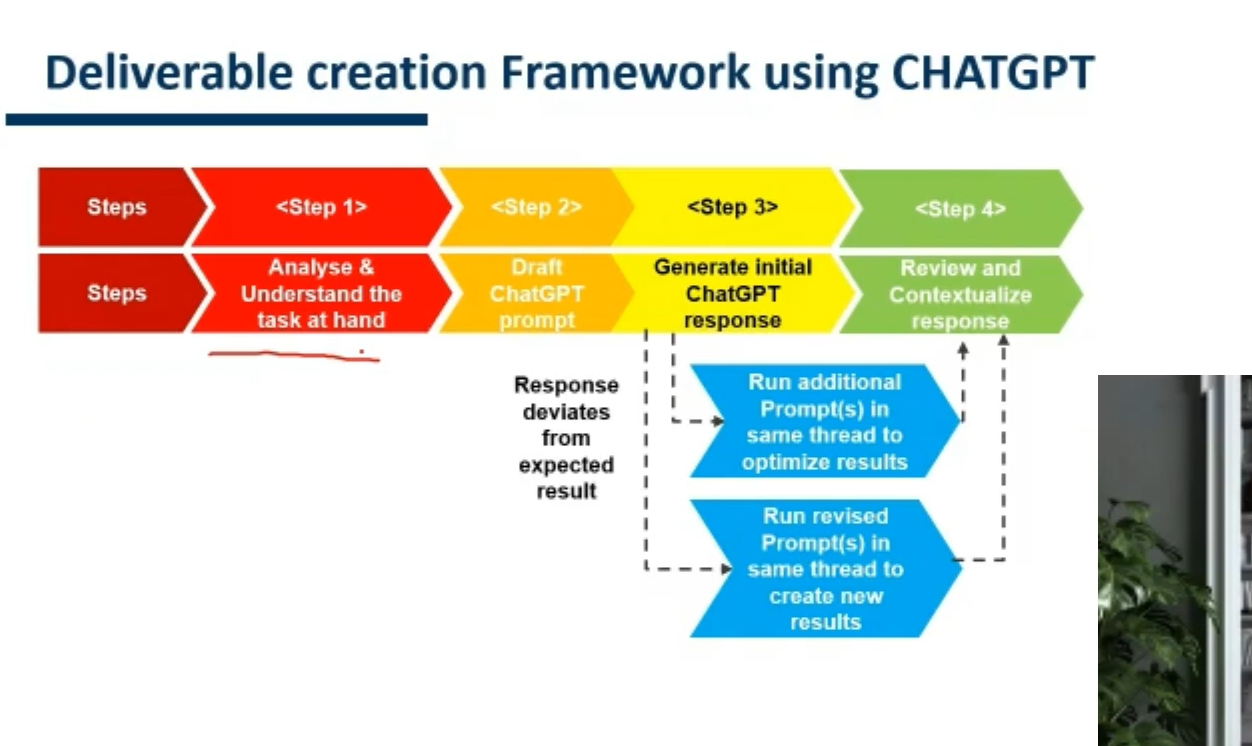 Deliverable creation Framework using CHATGPT
Steps
<Step 1>
<Step 2>
<Step 3>
<Step 4>
Steps
Analyse &
Understand the
task at hand
Draft
ChatGPT
prompt
Generate initial
ChatGPT
response
Review and
Contextualize
response
Response
deviates
from
expected
result
Run additional
Prompt(s) in
same thread to
optimize results
Run revised
Prompt(s) in
same thread to
create new
results